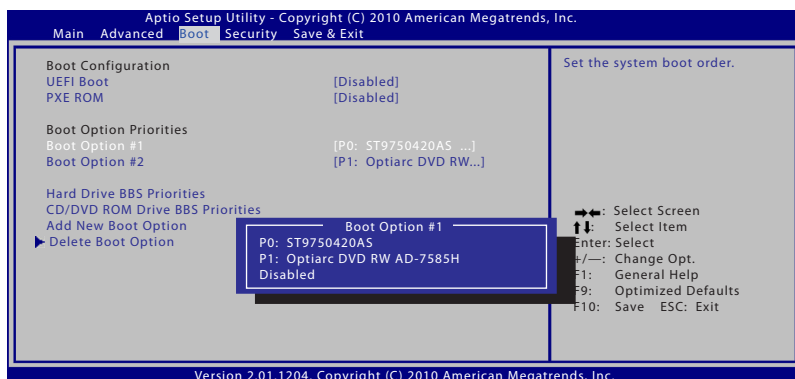 Aptio Setup Utility - Copyright (C) 2010 American Megatrends, Inc.
Main Advanced Boot Security Save & Exit
Boot Configuration
UEFI Boot [Disabled]
PXE ROM [Disabled]
Boot Option Priorities
Boot Option #1 [P0: ST9750420AS ...]
Boot Option #2 [P1: Optiarc DVD RW...]
Hard Drive BBS Priorities
CD/DVD ROM Drive BBS Priorities
Add New Boot Option
Delete Boot Option
Boot Option #1
P0: ST9750420AS
P1: Optiarc DVD RW AD-7585H
Disabled
Set the system boot order.
→←: Select Screen
↑↓: Select Item
Enter: Select
+/—: Change Opt.
F1: General Help
F9: Optimized Defaults
F10: Save ESC: Exit
Version 2.01.1204. Copyright (C) 2010 American Megatrends, Inc.